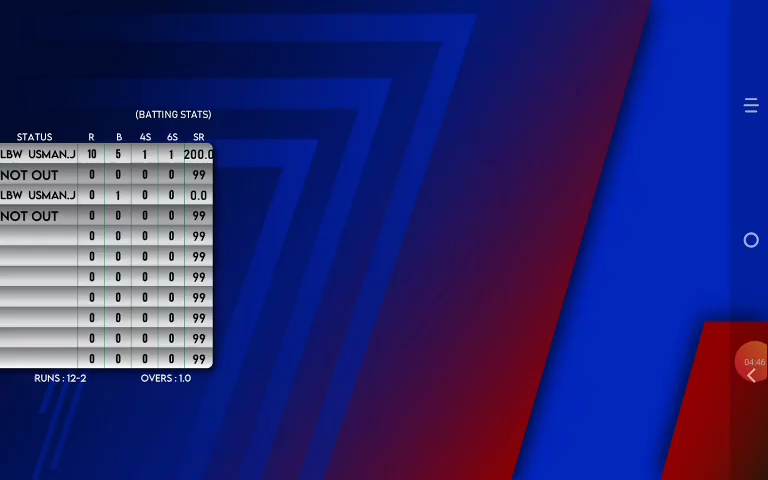 (BATTING STATS)
STATUS R B 4S 6S SR
LBW USMAN.J 10 5 1 1 200.0
NOT OUT 0 0 0 0 99
LBW USMAN.J 0 1 0 0 0.0
NOT OUT 0 0 0 0 99
0 0 0 0 99
0 0 0 0 99
0 0 0 0 99
0 0 0 0 99
0 0 0 0 99
0 0 0 0 99
0 0 0 0 99
RUNS : 12-2 OVERS : 1.0
04:46